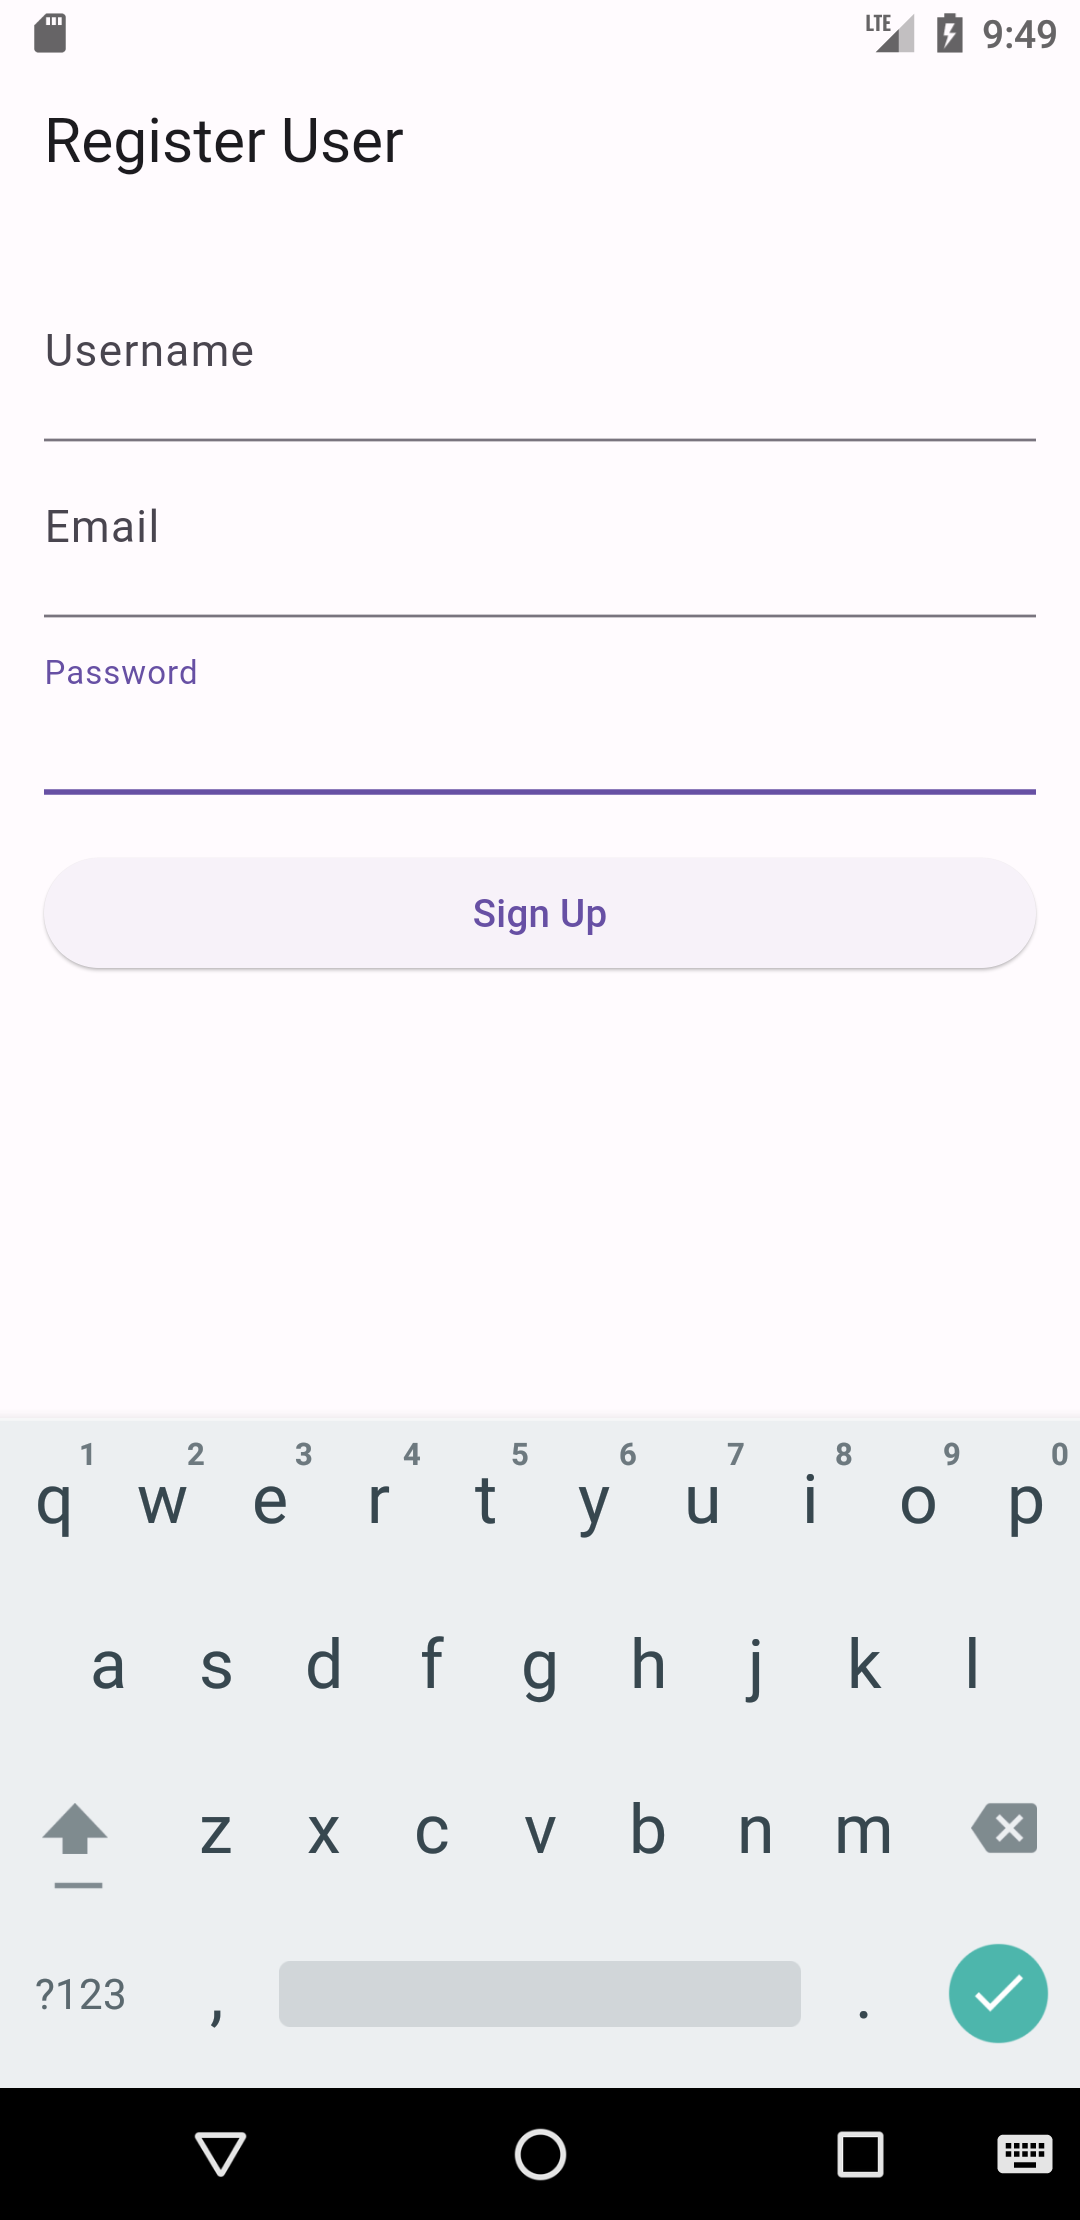 LTE 9:49
Register User
Username
Email
Password
Sign Up
1 2 3 4 5 6 7 8 9 0
q w e r t y u i o p
a s d f g h j k l
z x c v b n m
?123 , .